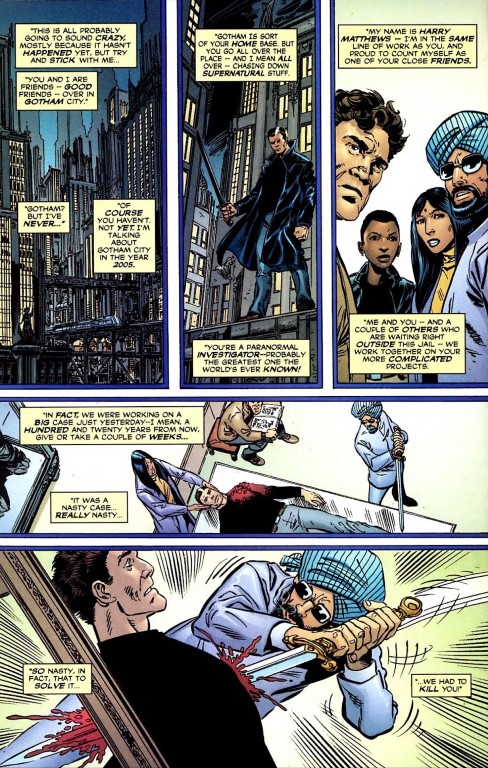 "THIS IS ALL PROBABLY
GOING TO SOUND CRAZY,
MOSTLY BECAUSE IT HASN'T
HAPPENED YET, BUT TRY
AND STICK WITH ME...
"YOU AND I ARE
FRIENDS -- GOOD
FRIENDS -- OVER IN
GOTHAM CITY."
"GOTHAM?
BUT I'VE
NEVER..."
"OF
COURSE
YOU HAVEN'T.
NOT YET. I'M
TALKING
ABOUT
GOTHAM CITY
IN THE
YEAR
2005.
"GOTHAM IS SORT
OF YOUR HOME BASE. BUT
YOU GO ALL OVER THE
PLACE -- AND I MEAN ALL
OVER -- CHASING DOWN
SUPERNATURAL STUFF.
"YOU'RE A PARANORMAL
INVESTIGATOR--PROBABLY
THE GREATEST ONE THE
WORLD'S EVER KNOWN!
"MY NAME IS HARRY
MATTHEWS -- I'M IN THE SAME
LINE OF WORK AS YOU, AND
PROUD TO COUNT MYSELF AS
ONE OF YOUR CLOSE FRIENDS.
"ME AND YOU -- AND A
COUPLE OF OTHERS WHO
ARE WAITING RIGHT
OUTSIDE THIS JAIL -- WE
WORK TOGETHER ON YOUR
MORE COMPLICATED
PROJECTS.
"IN FACT, WE WERE WORKING ON A
BIG CASE JUST YESTERDAY--I MEAN, A
HUNDRED AND TWENTY YEARS FROM NOW,
GIVE OR TAKE A COUPLE OF WEEKS...
"IT WAS A
NASTY CASE...
REALLY NASTY...
"SO NASTY, IN
FACT, THAT TO
SOLVE IT...
"...WE HAD TO
KILL YOU!"